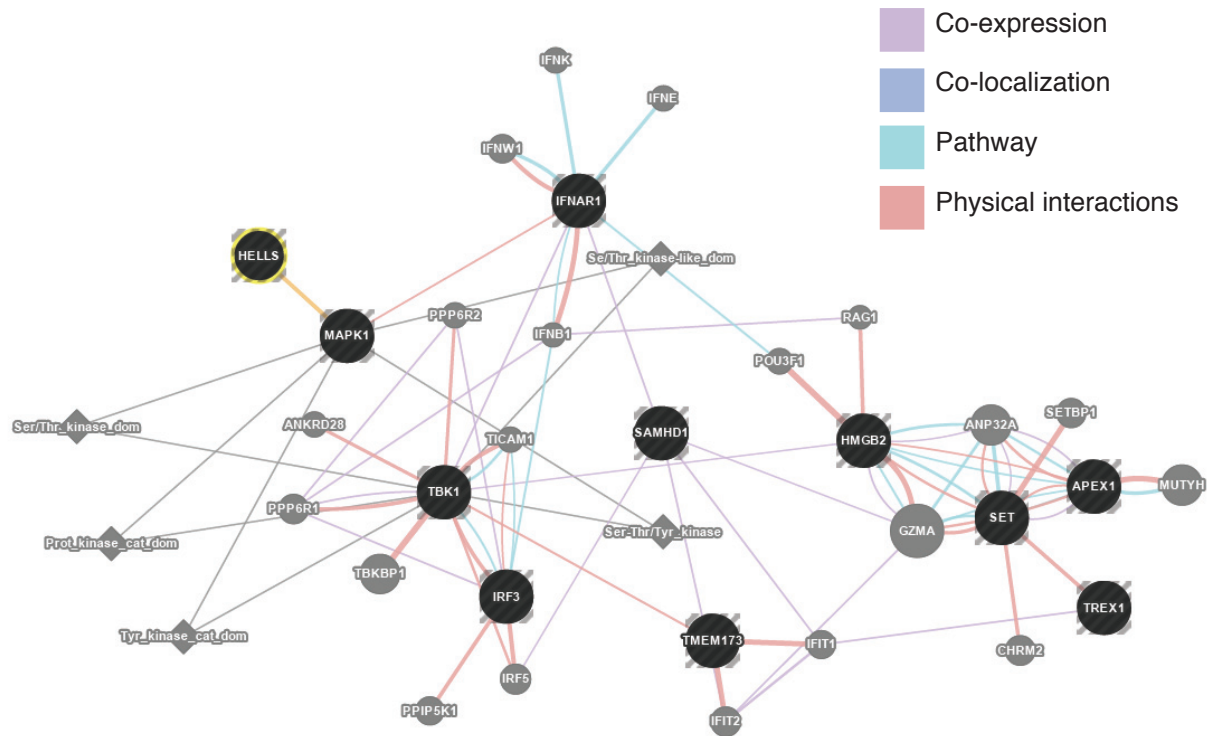 Co-expression
Co-localization
Pathway
Physical interactions
IFNK
IFNE
IFNW1
IFNAR1
HELLS
Se/Thr_kinase-like_dom
MAPK1
PPP6R2
IFNB1
RAG1
POU3F1
Ser/Thr_kinase_dom
ANKRD28
TICAM1
SAMHD1
HMGB2
ANP32A
SETBP1
TBK1
APEX1
MUTYH
PPP6R1
SET
GZMA
Prot_kinase_cat_dom
Ser-Thr/Tyr_kinase
TBKBP1
IRF3
TREX1
Tyr_kinase_cat_dom
TMEM173
IFIT1
CHRM2
IRF5
PPIP5K1
IFIT2